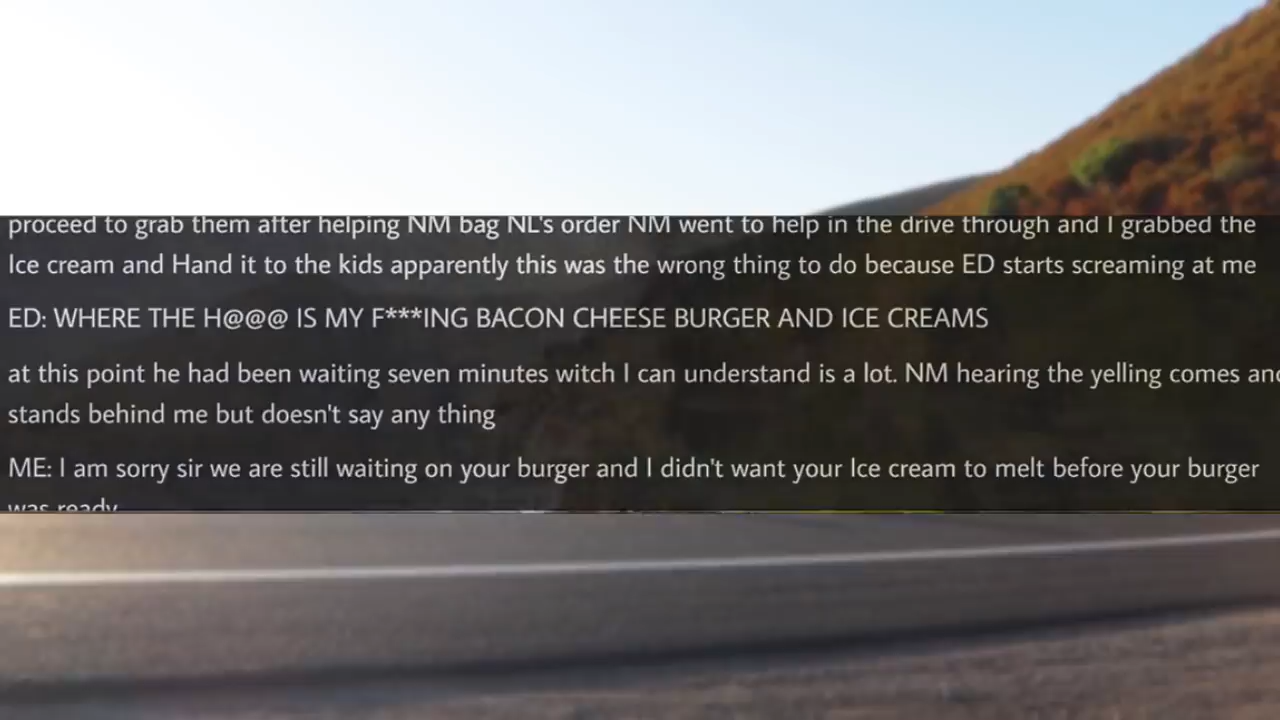 proceed to grab them after helping NM bag NL's order NM went to help in the drive through and I grabbed the
Ice cream and Hand it to the kids apparently this was the wrong thing to do because ED starts screaming at me
ED: WHERE THE H@@@ IS MY F***ING BACON CHEESE BURGER AND ICE CREAMS
at this point he had been waiting seven minutes witch I can understand is a lot. NM hearing the yelling comes and
stands behind me but doesn't say any thing
ME: I am sorry sir we are still waiting on your burger and I didn't want your Ice cream to melt before your burger
was ready